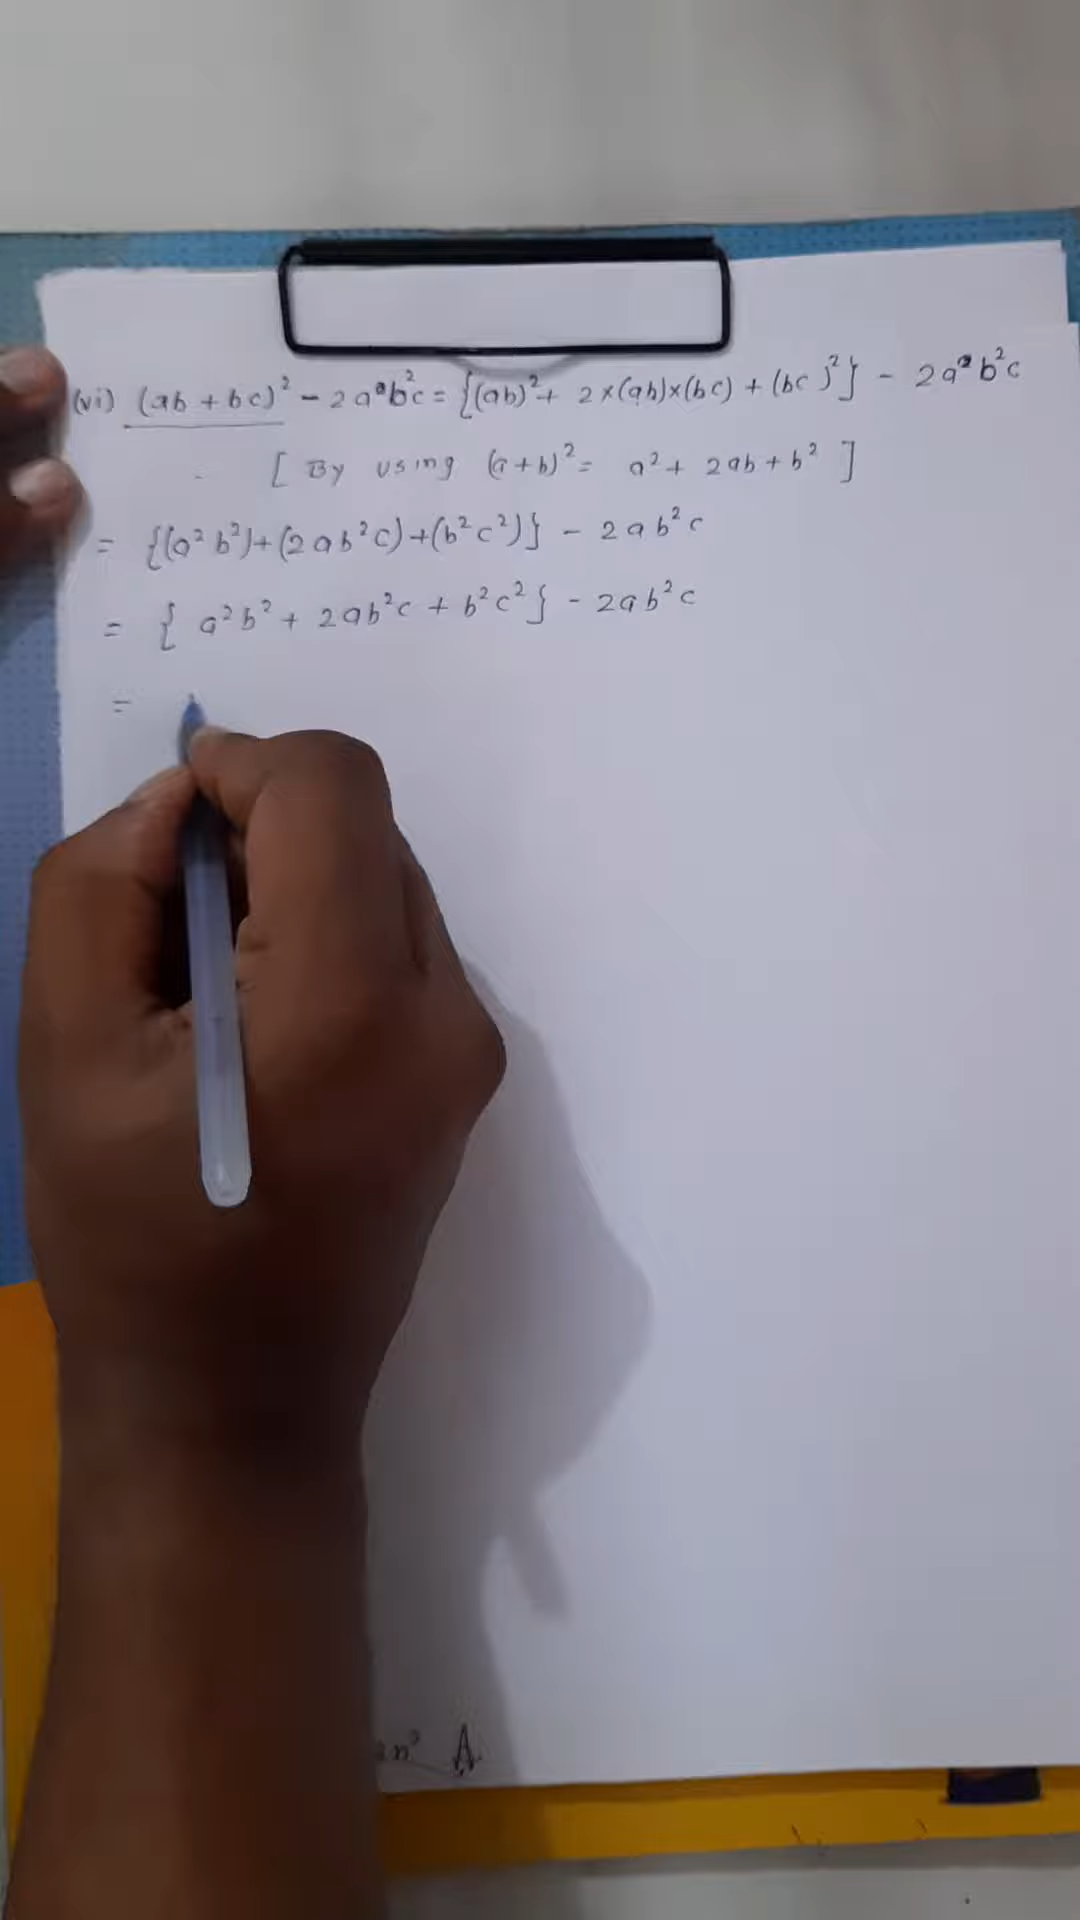 (vi) (ab + bc)² - 2a²b²c = {(ab)² + 2×(ab)×(bc) + (bc)²} - 2a²b²c
[ By using (a+b)² = a² + 2ab + b² ]
= {(a²b²)+(2ab²c)+(b²c²)} - 2ab²c
= { a²b² + 2ab²c + b²c² } - 2ab²c
=